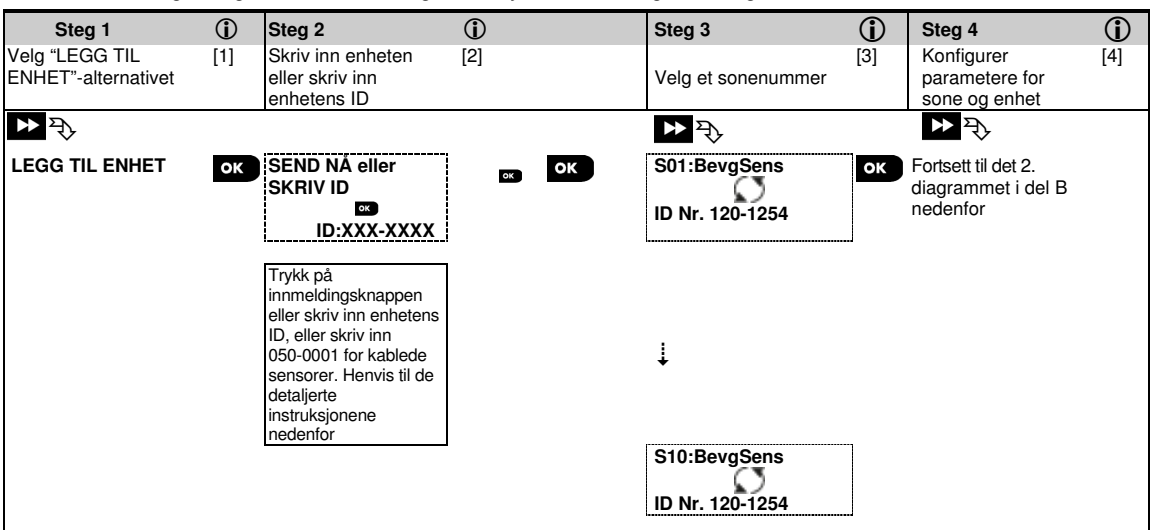 Steg 1
Steg 2
Steg 3
Steg 4
Velg “LEGG TIL
ENHET”-alternativet
[1]
Skriv inn enheten
eller skriv inn
enhetens ID
[2]
Velg et sonenummer
[3]
Konfigurer
parametere for
sone og enhet
[4]
LEGG TIL ENHET
OK
SEND NÅ eller
SKRIV ID
OK
ID:XXX-XXXX
OK
OK
S01:BevgSens
ID Nr. 120-1254
OK
Fortsett til det 2.
diagrammet i del B
nedenfor
Trykk på
innmeldingsknappen
eller skriv inn enhetens
ID, eller skriv inn
050-0001 for kablede
sensorer. Henvis til de
detaljerte
instruksjonene
nedenfor
S10:BevgSens
ID Nr. 120-1254